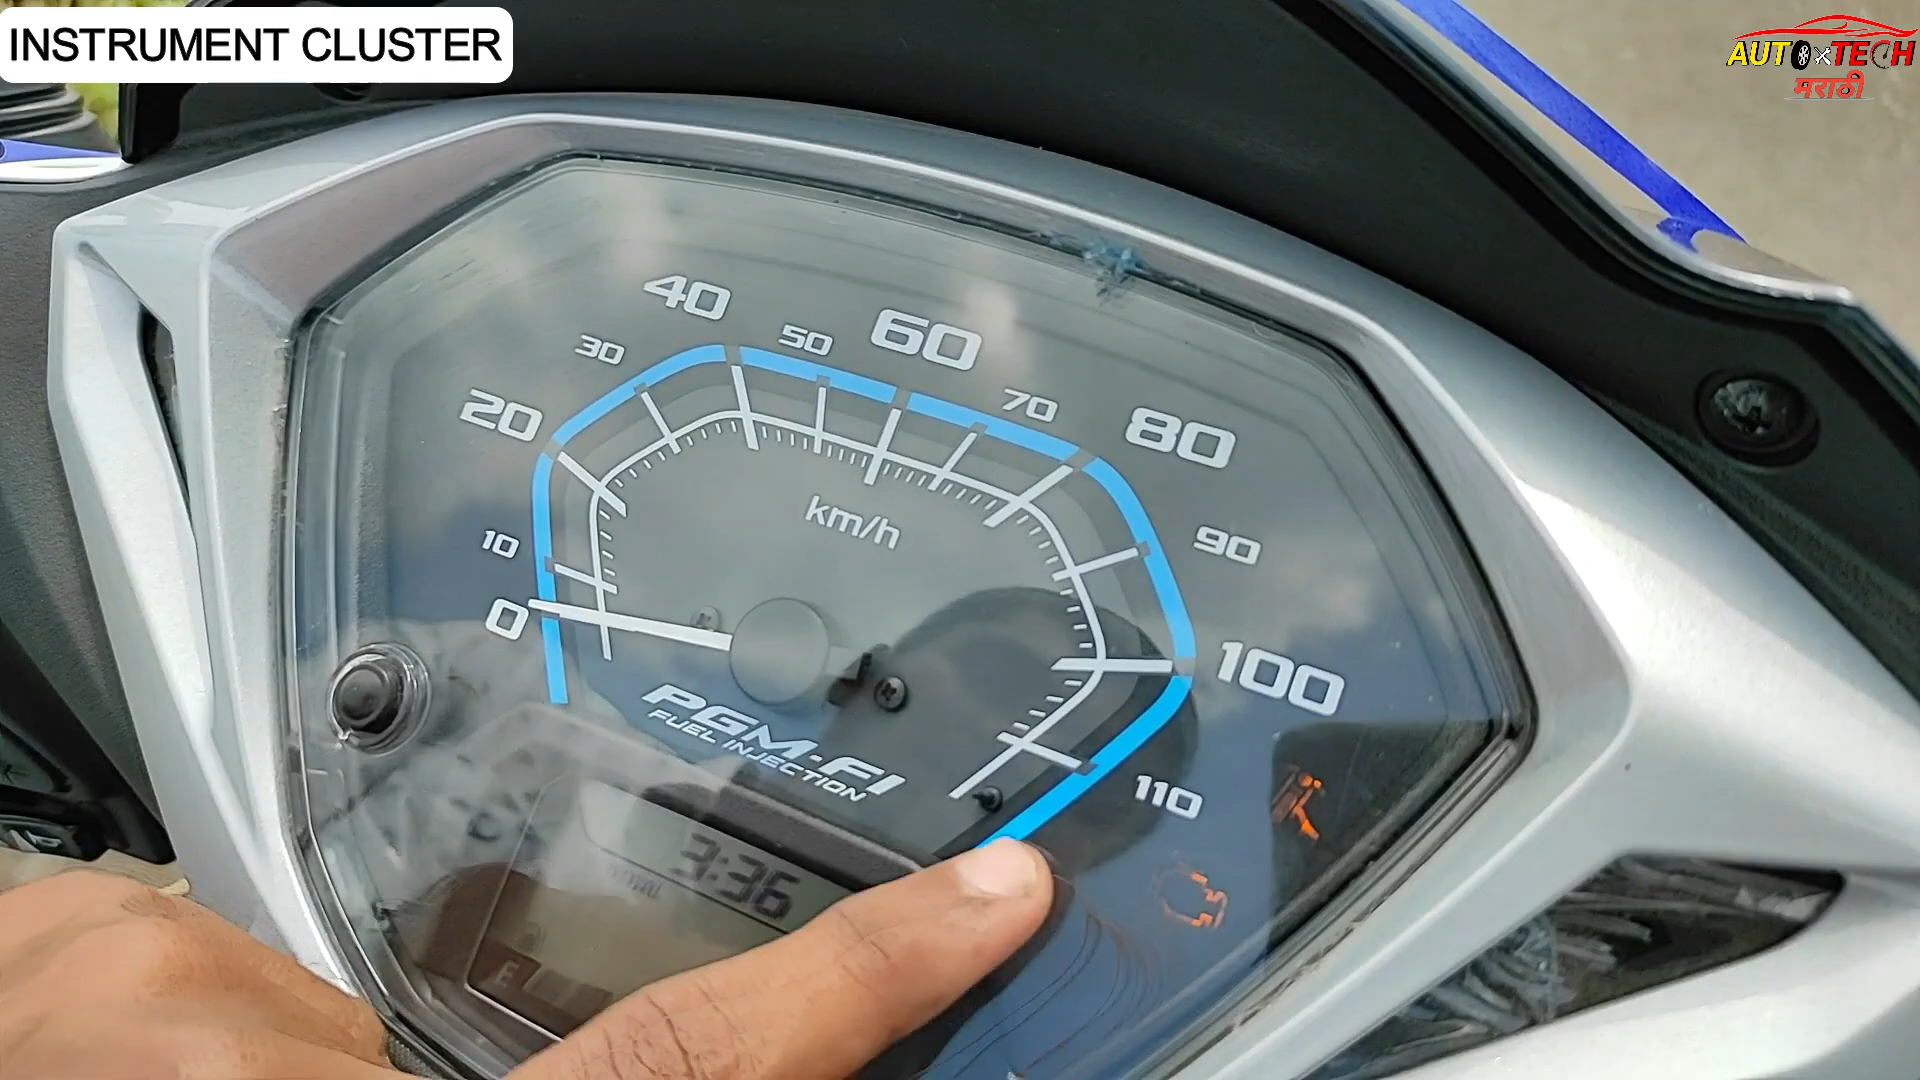 INSTRUMENT CLUSTER
AUTO TECH
मराठी
40
50
60
30
70
20
80
km/h
10
90
0
100
PGM-FI
FUEL INJECTION
110
3:36
F